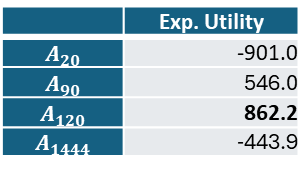 Exp. Utility
A₂₀ -901.0
A₉₀ 546.0
A₁₂₀ 862.2
A₁₄₄₄ -443.9